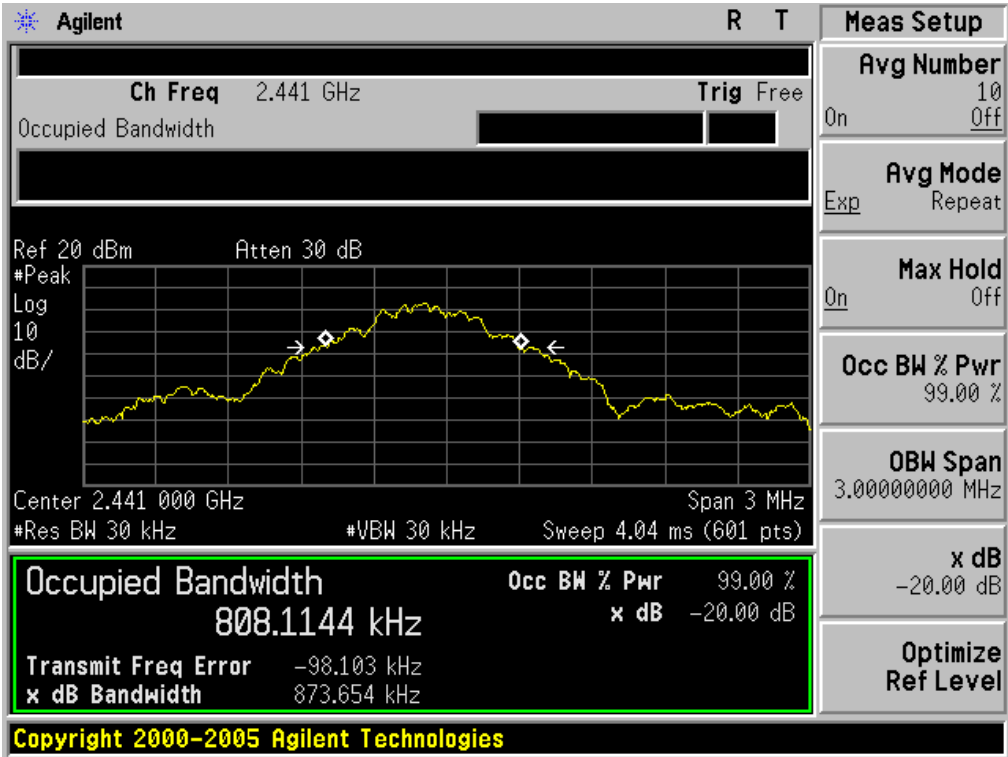 Agilent R T
Ch Freq 2.441 GHz Trig Free
Occupied Bandwidth
Ref 20 dBm Atten 30 dB
#Peak
Log
10
dB/
Center 2.441 000 GHz Span 3 MHz
#Res BW 30 kHz #VBW 30 kHz Sweep 4.04 ms (601 pts)
Occupied Bandwidth
808.1144 kHz
Occ BW % Pwr 99.00 %
x dB -20.00 dB
Transmit Freq Error -98.103 kHz
x dB Bandwidth 873.654 kHz
Copyright 2000-2005 Agilent Technologies
Meas Setup
Avg Number
10
On Off
Avg Mode
Exp Repeat
Max Hold
On Off
Occ BW % Pwr
99.00 %
OBW Span
3.00000000 MHz
x dB
-20.00 dB
Optimize
Ref Level